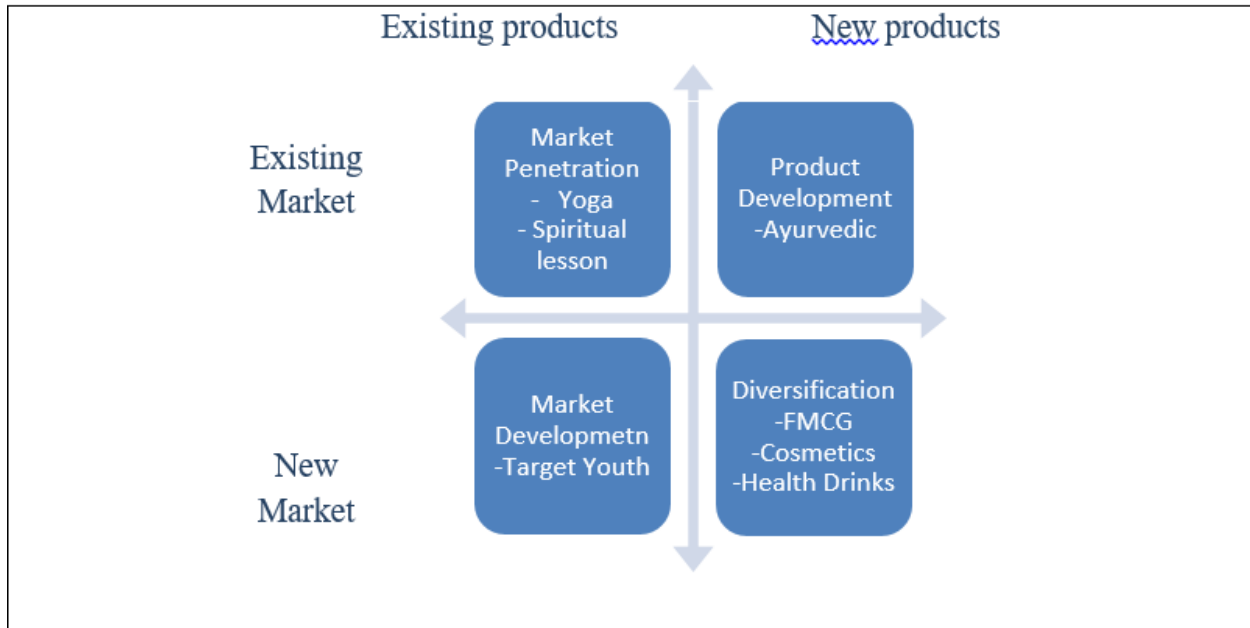 Existing products
New products
Existing
Market
Market
Penetration
- Yoga
- Spiritual
lesson
Product
Development
-Ayurvedic
New
Market
Market
Developmetn
-Target Youth
Diversification
-FMCG
-Cosmetics
-Health Drinks